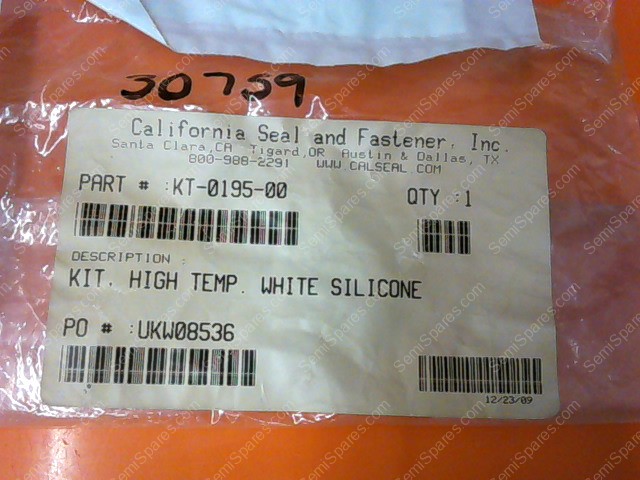 30759
California Seal and Fastener, Inc.
Santa Clara,CA Tigard,OR Austin & Dallas, TX
800-988-2291 WWW.CALSEAL.COM
PART # :KT-0195-00
QTY :1
DESCRIPTION :
KIT, HIGH TEMP. WHITE SILICONE
PO # :UKW08536
12/23/09
SemiSpares.com